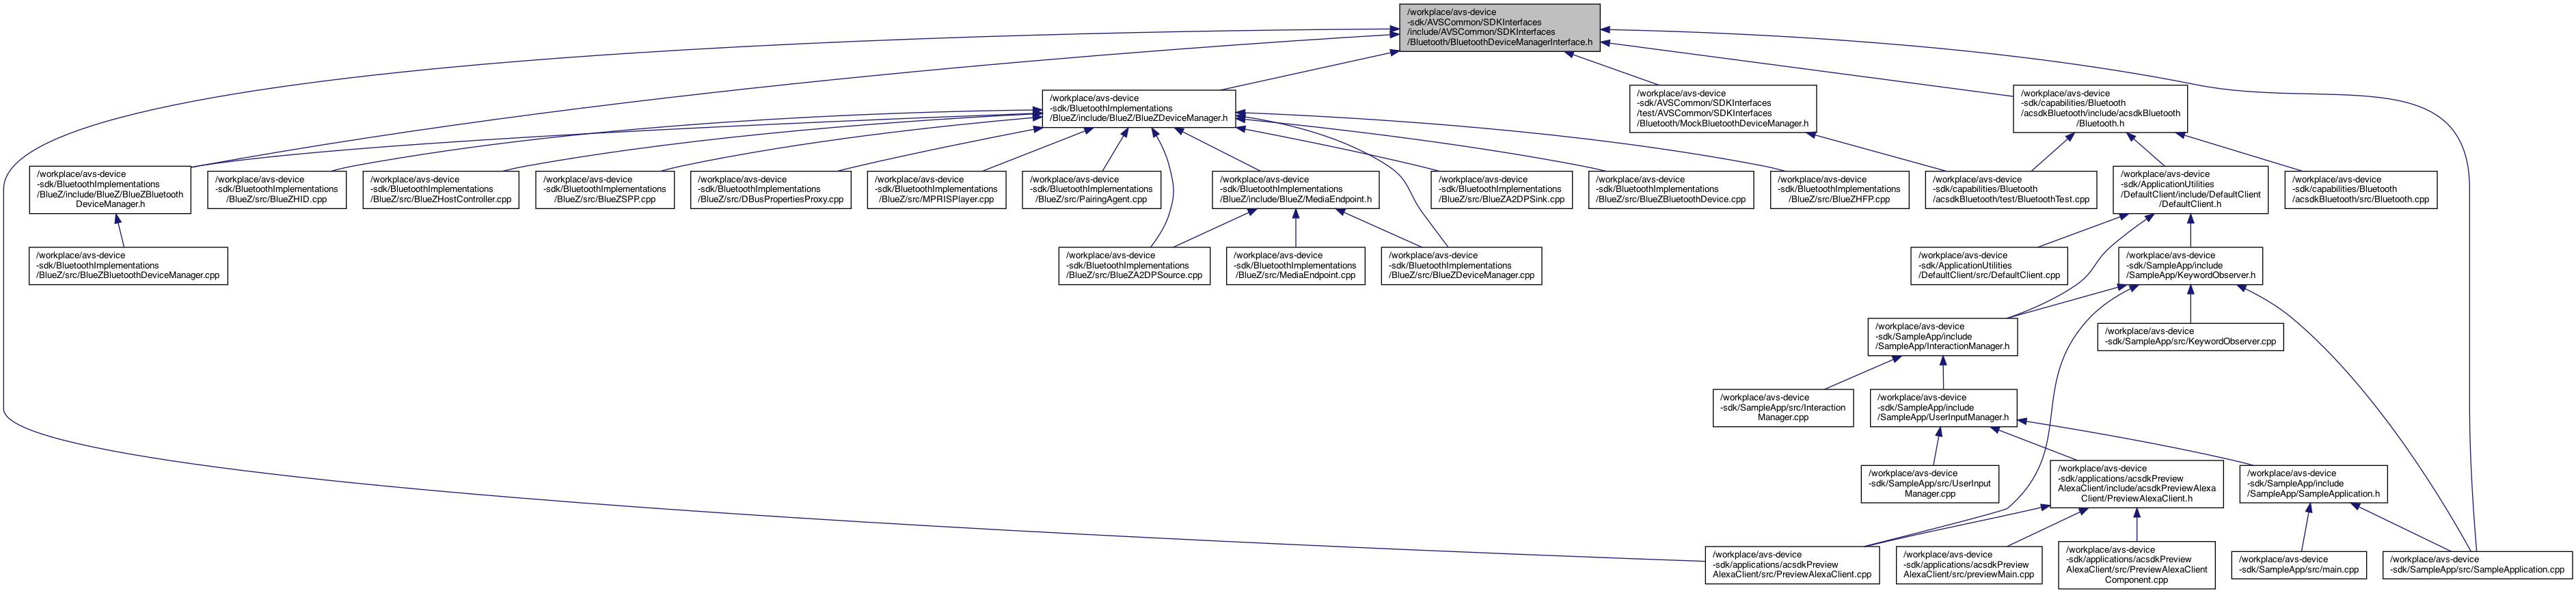 /workplace/avs-device
-sdk/AVSCommon/SDKInterfaces
/include/AVSCommon/SDKInterfaces
/Bluetooth/BluetoothDeviceManagerInterface.h
/workplace/avs-device
-sdk/BluetoothImplementations
/BlueZ/include/BlueZ/BlueZDeviceManager.h
/workplace/avs-device
-sdk/AVSCommon/SDKInterfaces
/test/AVSCommon/SDKInterfaces
/Bluetooth/MockBluetoothDeviceManager.h
/workplace/avs-device
-sdk/capabilities/Bluetooth
/acsdkBluetooth/include/acsdkBluetooth
/Bluetooth.h
/workplace/avs-device
-sdk/BluetoothImplementations
/BlueZ/include/BlueZ/BlueZBluetooth
DeviceManager.h
/workplace/avs-device
-sdk/BluetoothImplementations
/BlueZ/src/BlueZHID.cpp
/workplace/avs-device
-sdk/BluetoothImplementations
/BlueZ/src/BlueZHostController.cpp
/workplace/avs-device
-sdk/BluetoothImplementations
/BlueZ/src/BlueZSPP.cpp
/workplace/avs-device
-sdk/BluetoothImplementations
/BlueZ/src/DBusPropertiesProxy.cpp
/workplace/avs-device
-sdk/BluetoothImplementations
/BlueZ/src/MPRISPlayer.cpp
/workplace/avs-device
-sdk/BluetoothImplementations
/BlueZ/src/PairingAgent.cpp
/workplace/avs-device
-sdk/BluetoothImplementations
/BlueZ/include/BlueZ/MediaEndpoint.h
/workplace/avs-device
-sdk/BluetoothImplementations
/BlueZ/src/BlueZA2DPSink.cpp
/workplace/avs-device
-sdk/BluetoothImplementations
/BlueZ/src/BlueZBluetoothDevice.cpp
/workplace/avs-device
-sdk/BluetoothImplementations
/BlueZ/src/BlueZHFP.cpp
/workplace/avs-device
-sdk/capabilities/Bluetooth
/acsdkBluetooth/test/BluetoothTest.cpp
/workplace/avs-device
-sdk/ApplicationUtilities
/DefaultClient/include/DefaultClient
/DefaultClient.h
/workplace/avs-device
-sdk/capabilities/Bluetooth
/acsdkBluetooth/src/Bluetooth.cpp
/workplace/avs-device
-sdk/BluetoothImplementations
/BlueZ/src/BlueZBluetoothDeviceManager.cpp
/workplace/avs-device
-sdk/BluetoothImplementations
/BlueZ/src/BlueZA2DPSource.cpp
/workplace/avs-device
-sdk/BluetoothImplementations
/BlueZ/src/MediaEndpoint.cpp
/workplace/avs-device
-sdk/BluetoothImplementations
/BlueZ/src/BlueZDeviceManager.cpp
/workplace/avs-device
-sdk/ApplicationUtilities
/DefaultClient/src/DefaultClient.cpp
/workplace/avs-device
-sdk/SampleApp/include
/SampleApp/KeywordObserver.h
/workplace/avs-device
-sdk/SampleApp/include
/SampleApp/InteractionManager.h
/workplace/avs-device
-sdk/SampleApp/src/KeywordObserver.cpp
/workplace/avs-device
-sdk/SampleApp/src/Interaction
Manager.cpp
/workplace/avs-device
-sdk/SampleApp/include
/SampleApp/UserInputManager.h
/workplace/avs-device
-sdk/SampleApp/src/UserInput
Manager.cpp
/workplace/avs-device
-sdk/applications/acsdkPreview
AlexaClient/include/acsdkPreviewAlexa
Client/PreviewAlexaClient.h
/workplace/avs-device
-sdk/SampleApp/include
/SampleApp/SampleApplication.h
/workplace/avs-device
-sdk/applications/acsdkPreview
AlexaClient/src/PreviewAlexaClient.cpp
/workplace/avs-device
-sdk/applications/acsdkPreview
AlexaClient/src/previewMain.cpp
/workplace/avs-device
-sdk/applications/acsdkPreview
AlexaClient/src/PreviewAlexaClient
Component.cpp
/workplace/avs-device
-sdk/SampleApp/src/main.cpp
/workplace/avs-device
-sdk/SampleApp/src/SampleApplication.cpp